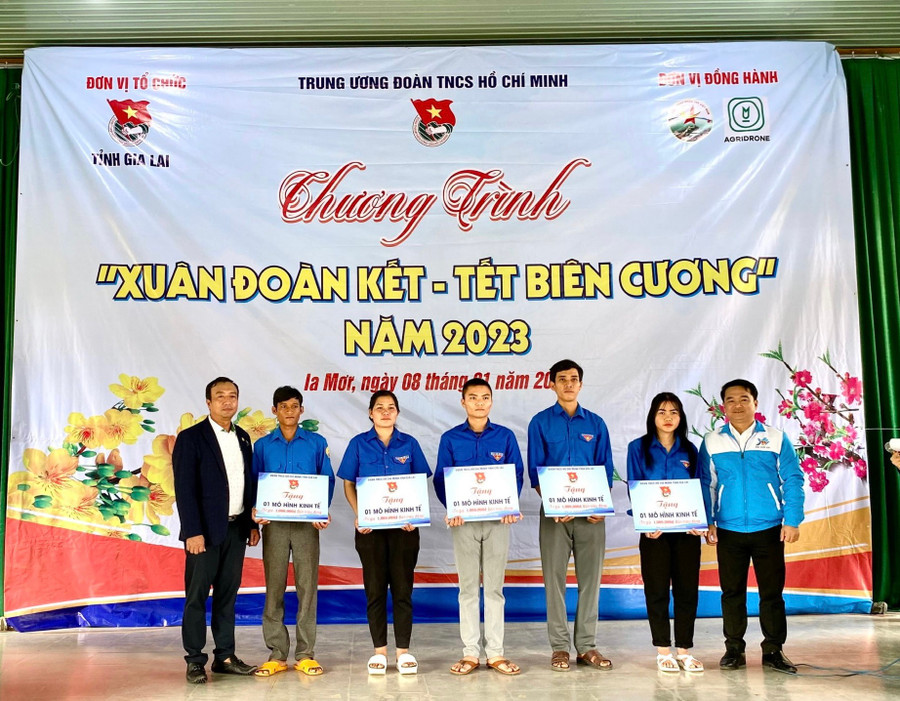 ĐƠN VỊ TỔ CHỨC
TỈNH GIA LAI
TRUNG ƯƠNG ĐOÀN TNCS HỒ CHÍ MINH
ĐƠN VỊ ĐỒNG HÀNH
AGRIDRONE
Chương Trình
"XUÂN ĐOÀN KẾT - TẾT BIÊN CƯƠNG"
NĂM 2023
Ia Mơr, ngày 08 tháng 01 năm 20
Tặng
01 MÔ HÌNH KINH TẾ
Tặng
01 MÔ HÌNH KINH TẾ
Tặng
01 MÔ HÌNH KINH TẾ
Tặng
01 MÔ HÌNH KINH TẾ
Tặng
01 MÔ HÌNH KINH TẾ